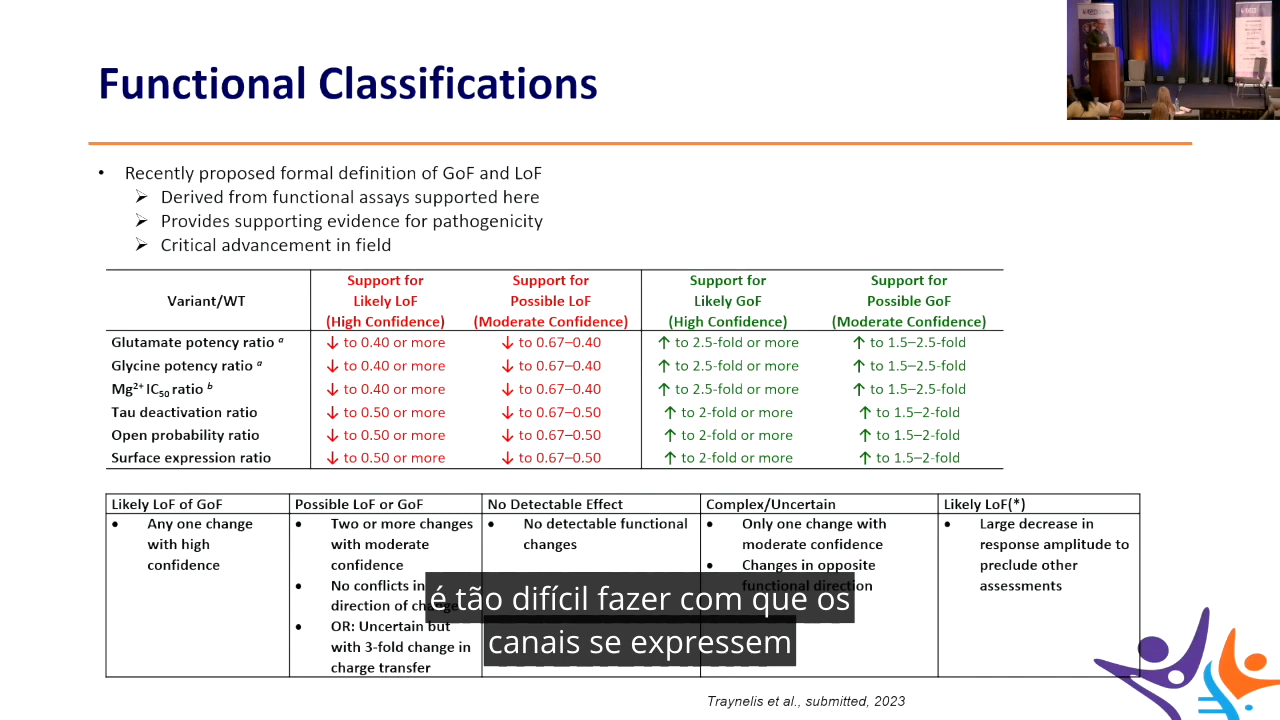 Functional Classifications
• Recently proposed formal definition of GoF and LoF
➢ Derived from functional assays supported here
➢ Provides supporting evidence for pathogenicity
➢ Critical advancement in field
Variant/WT
Support for Likely LoF (High Confidence)
Support for Possible LoF (Moderate Confidence)
Support for Likely GoF (High Confidence)
Support for Possible GoF (Moderate Confidence)
Glutamate potency ratio a ↓ to 0.40 or more ↓ to 0.67–0.40 ↑ to 2.5-fold or more ↑ to 1.5–2.5-fold
Glycine potency ratio a ↓ to 0.40 or more ↓ to 0.67–0.40 ↑ to 2.5-fold or more ↑ to 1.5–2.5-fold
Mg2+ IC50 ratio b ↓ to 0.40 or more ↓ to 0.67–0.40 ↑ to 2.5-fold or more ↑ to 1.5–2.5-fold
Tau deactivation ratio ↓ to 0.50 or more ↓ to 0.67–0.50 ↑ to 2-fold or more ↑ to 1.5–2-fold
Open probability ratio ↓ to 0.50 or more ↓ to 0.67–0.50 ↑ to 2-fold or more ↑ to 1.5–2-fold
Surface expression ratio ↓ to 0.50 or more ↓ to 0.67–0.50 ↑ to 2-fold or more ↑ to 1.5–2-fold
Likely LoF of GoF
• Any one change
with high
confidence
Possible LoF or GoF
• Two or more changes
with moderate
confidence
• No conflicts in
direction of change
• OR: Uncertain but
with 3-fold change in
charge transfer
No Detectable Effect
• No detectable functional
changes
Complex/Uncertain
• Only one change with
moderate confidence
• Changes in opposite
functional direction
Likely LoF(*)
• Large decrease in
response amplitude to
preclude other
assessments
é tão difícil fazer com que os
canais se expressem
Traynelis et al., submitted, 2023